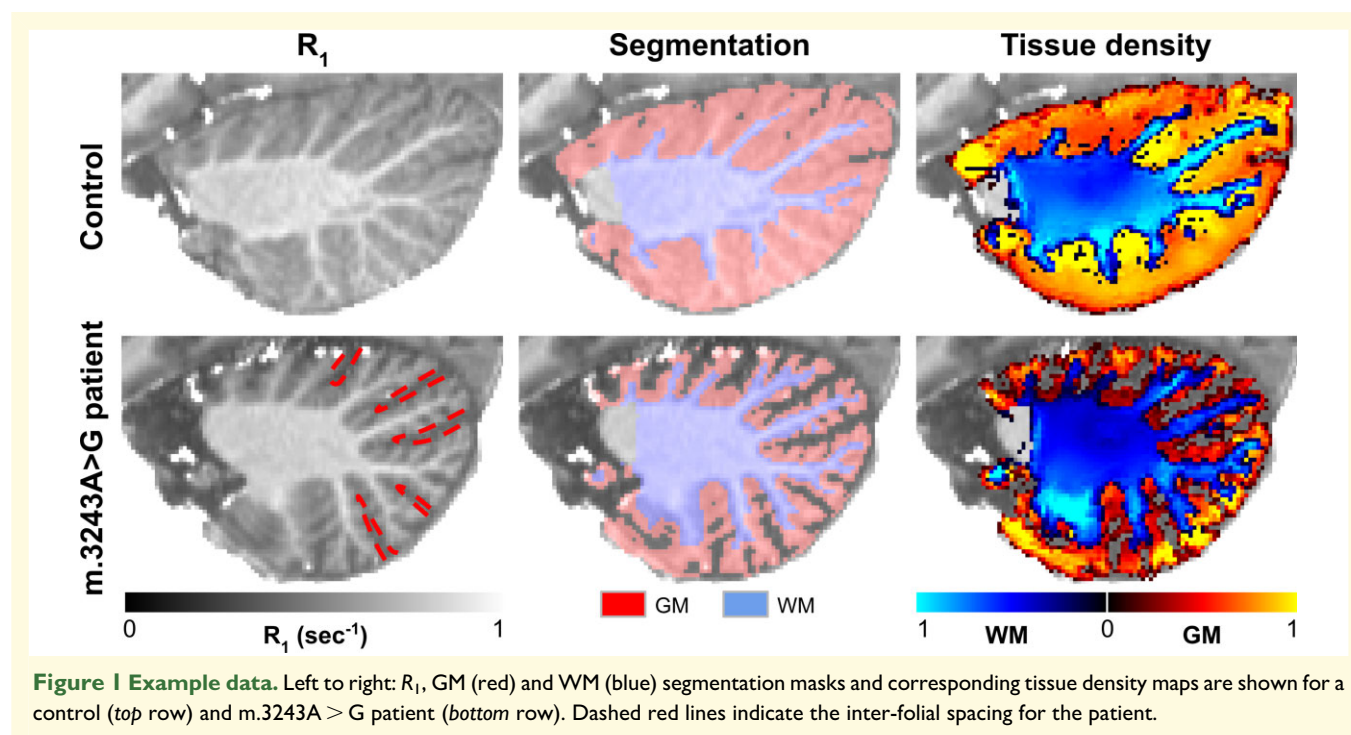 R₁ Segmentation Tissue density
Control
m.3243A>G patient
GM WM
0 R₁ (sec⁻¹) 1
1 WM 0 GM 1
Figure 1 Example data. Left to right: R₁, GM (red) and WM (blue) segmentation masks and corresponding tissue density maps are shown for a
control (top row) and m.3243A > G patient (bottom row). Dashed red lines indicate the inter-folial spacing for the patient.